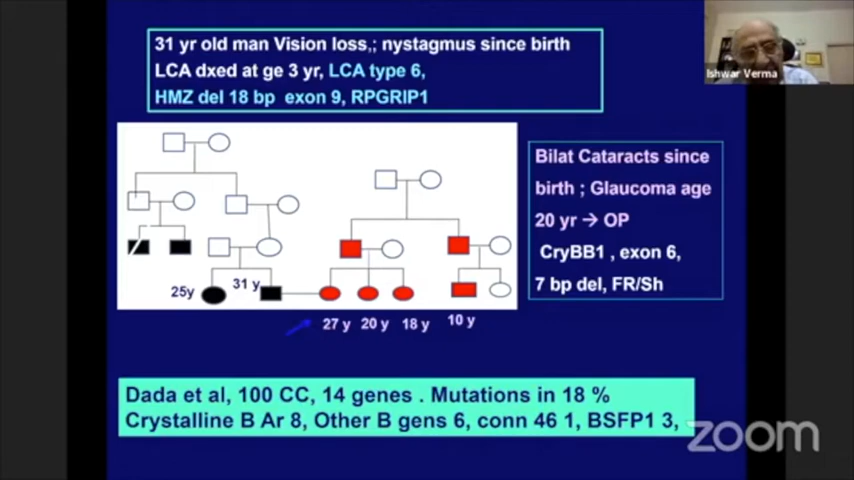 31 yr old man Vision loss,; nystagmus since birth
LCA dxed at ge 3 yr, LCA type 6,
HMZ del 18 bp exon 9, RPGRIP1
Ishwar Verma
Bilat Cataracts since
birth ; Glaucoma age
20 yr → OP
CryBB1 , exon 6,
7 bp del, FR/Sh
25y
31 y
27 y 20 y 18 y 10 y
Dada et al, 100 CC, 14 genes . Mutations in 18 %
Crystalline B Ar 8, Other B gens 6, conn 46 1, BSFP1 3,
zoom